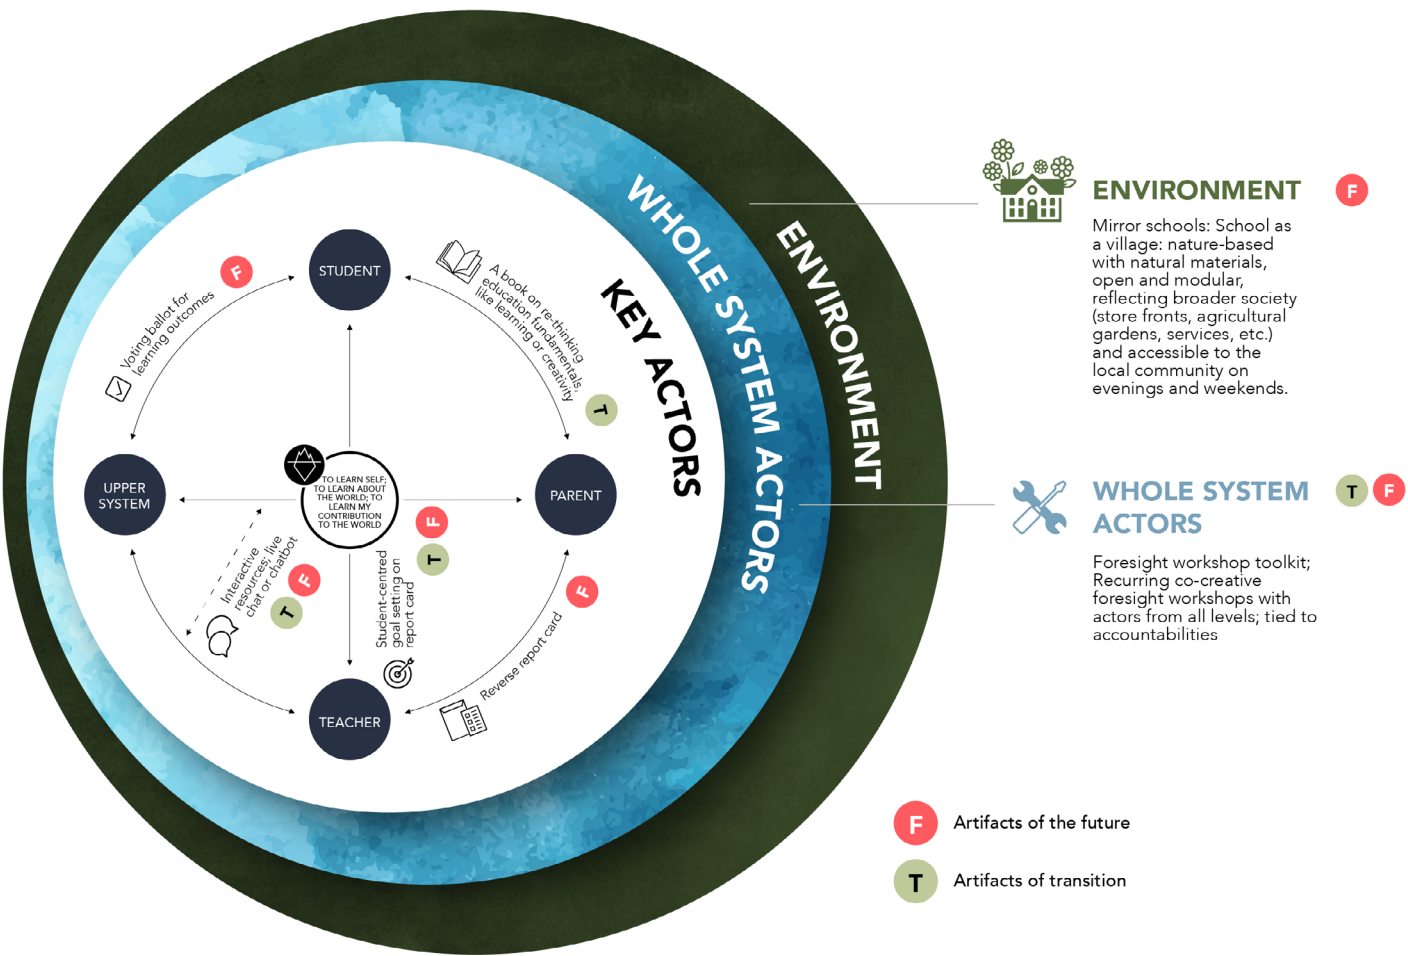 STUDENT
F
Voting ballot for
learning outcomes
A book on re-thinking
education fundamentals,
like learning or creativity
T
KEY ACTORS
WHOLE SYSTEM ACTORS
ENVIRONMENT
UPPER
SYSTEM
TO LEARN SELF;
TO LEARN ABOUT
THE WORLD; TO
LEARN MY
CONTRIBUTION
TO THE WORLD
PARENT
F
T
Interactive
resources; live
chat or chatbot
F
T
Student-centred
goal setting on
report card
F
Reverse report card
TEACHER
ENVIRONMENT
F
Mirror schools: School as
a village: nature-based
with natural materials,
open and modular,
reflecting broader society
(store fronts, agricultural
gardens, services, etc.)
and accessible to the
local community on
evenings and weekends.
WHOLE SYSTEM
ACTORS
T F
Foresight workshop toolkit;
Recurring co-creative
foresight workshops with
actors from all levels; tied to
accountabilities
F Artifacts of the future
T Artifacts of transition